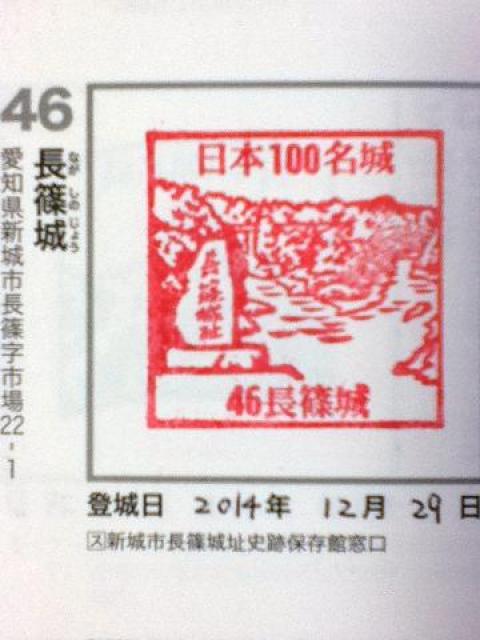 46
長篠城
なが しの じょう
愛知県新城市長篠字市場22-1
日本100名城
長篠城址
46長篠城
登城日 2014年 12月 29日
ス新城市長篠城址史跡保存館窓口